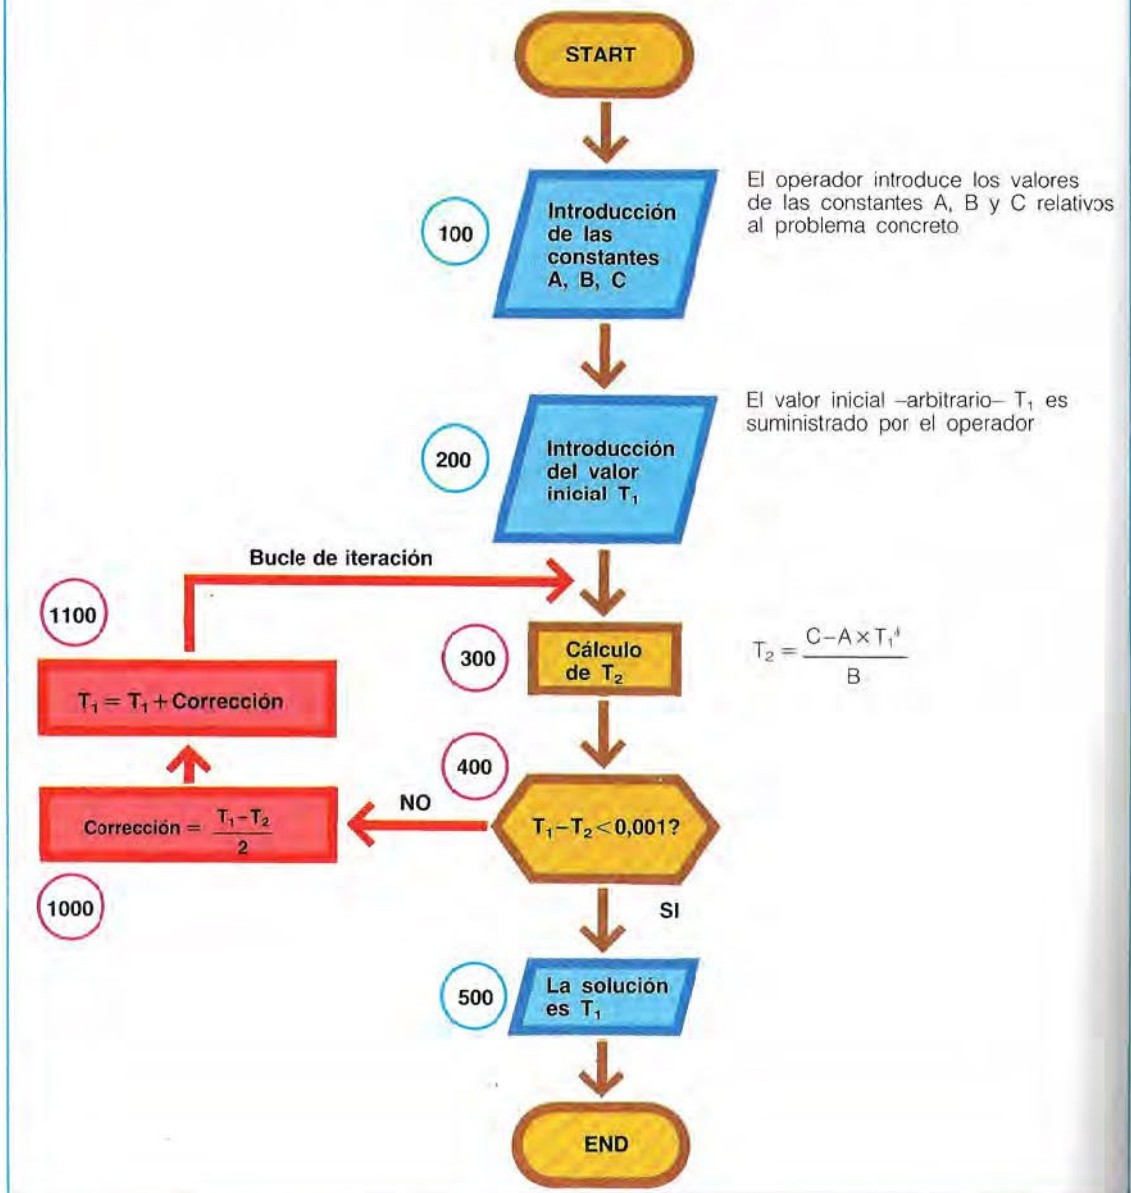 START
100
Introducción
de las
constantes
A, B, C
El operador introduce los valores
de las constantes A, B y C relativos
al problema concreto
200
Introducción
del valor
inicial T₁
El valor inicial –arbitrario– T₁ es
suministrado por el operador
Bucle de iteración
1100
T₁ = T₁ + Corrección
300
Cálculo
de T₂
T₂ = (C–A × T₁⁴) / B
400
T₁–T₂<0,001?
NO
Corrección = (T₁–T₂) / 2
1000
SI
500
La solución
es T₁
END